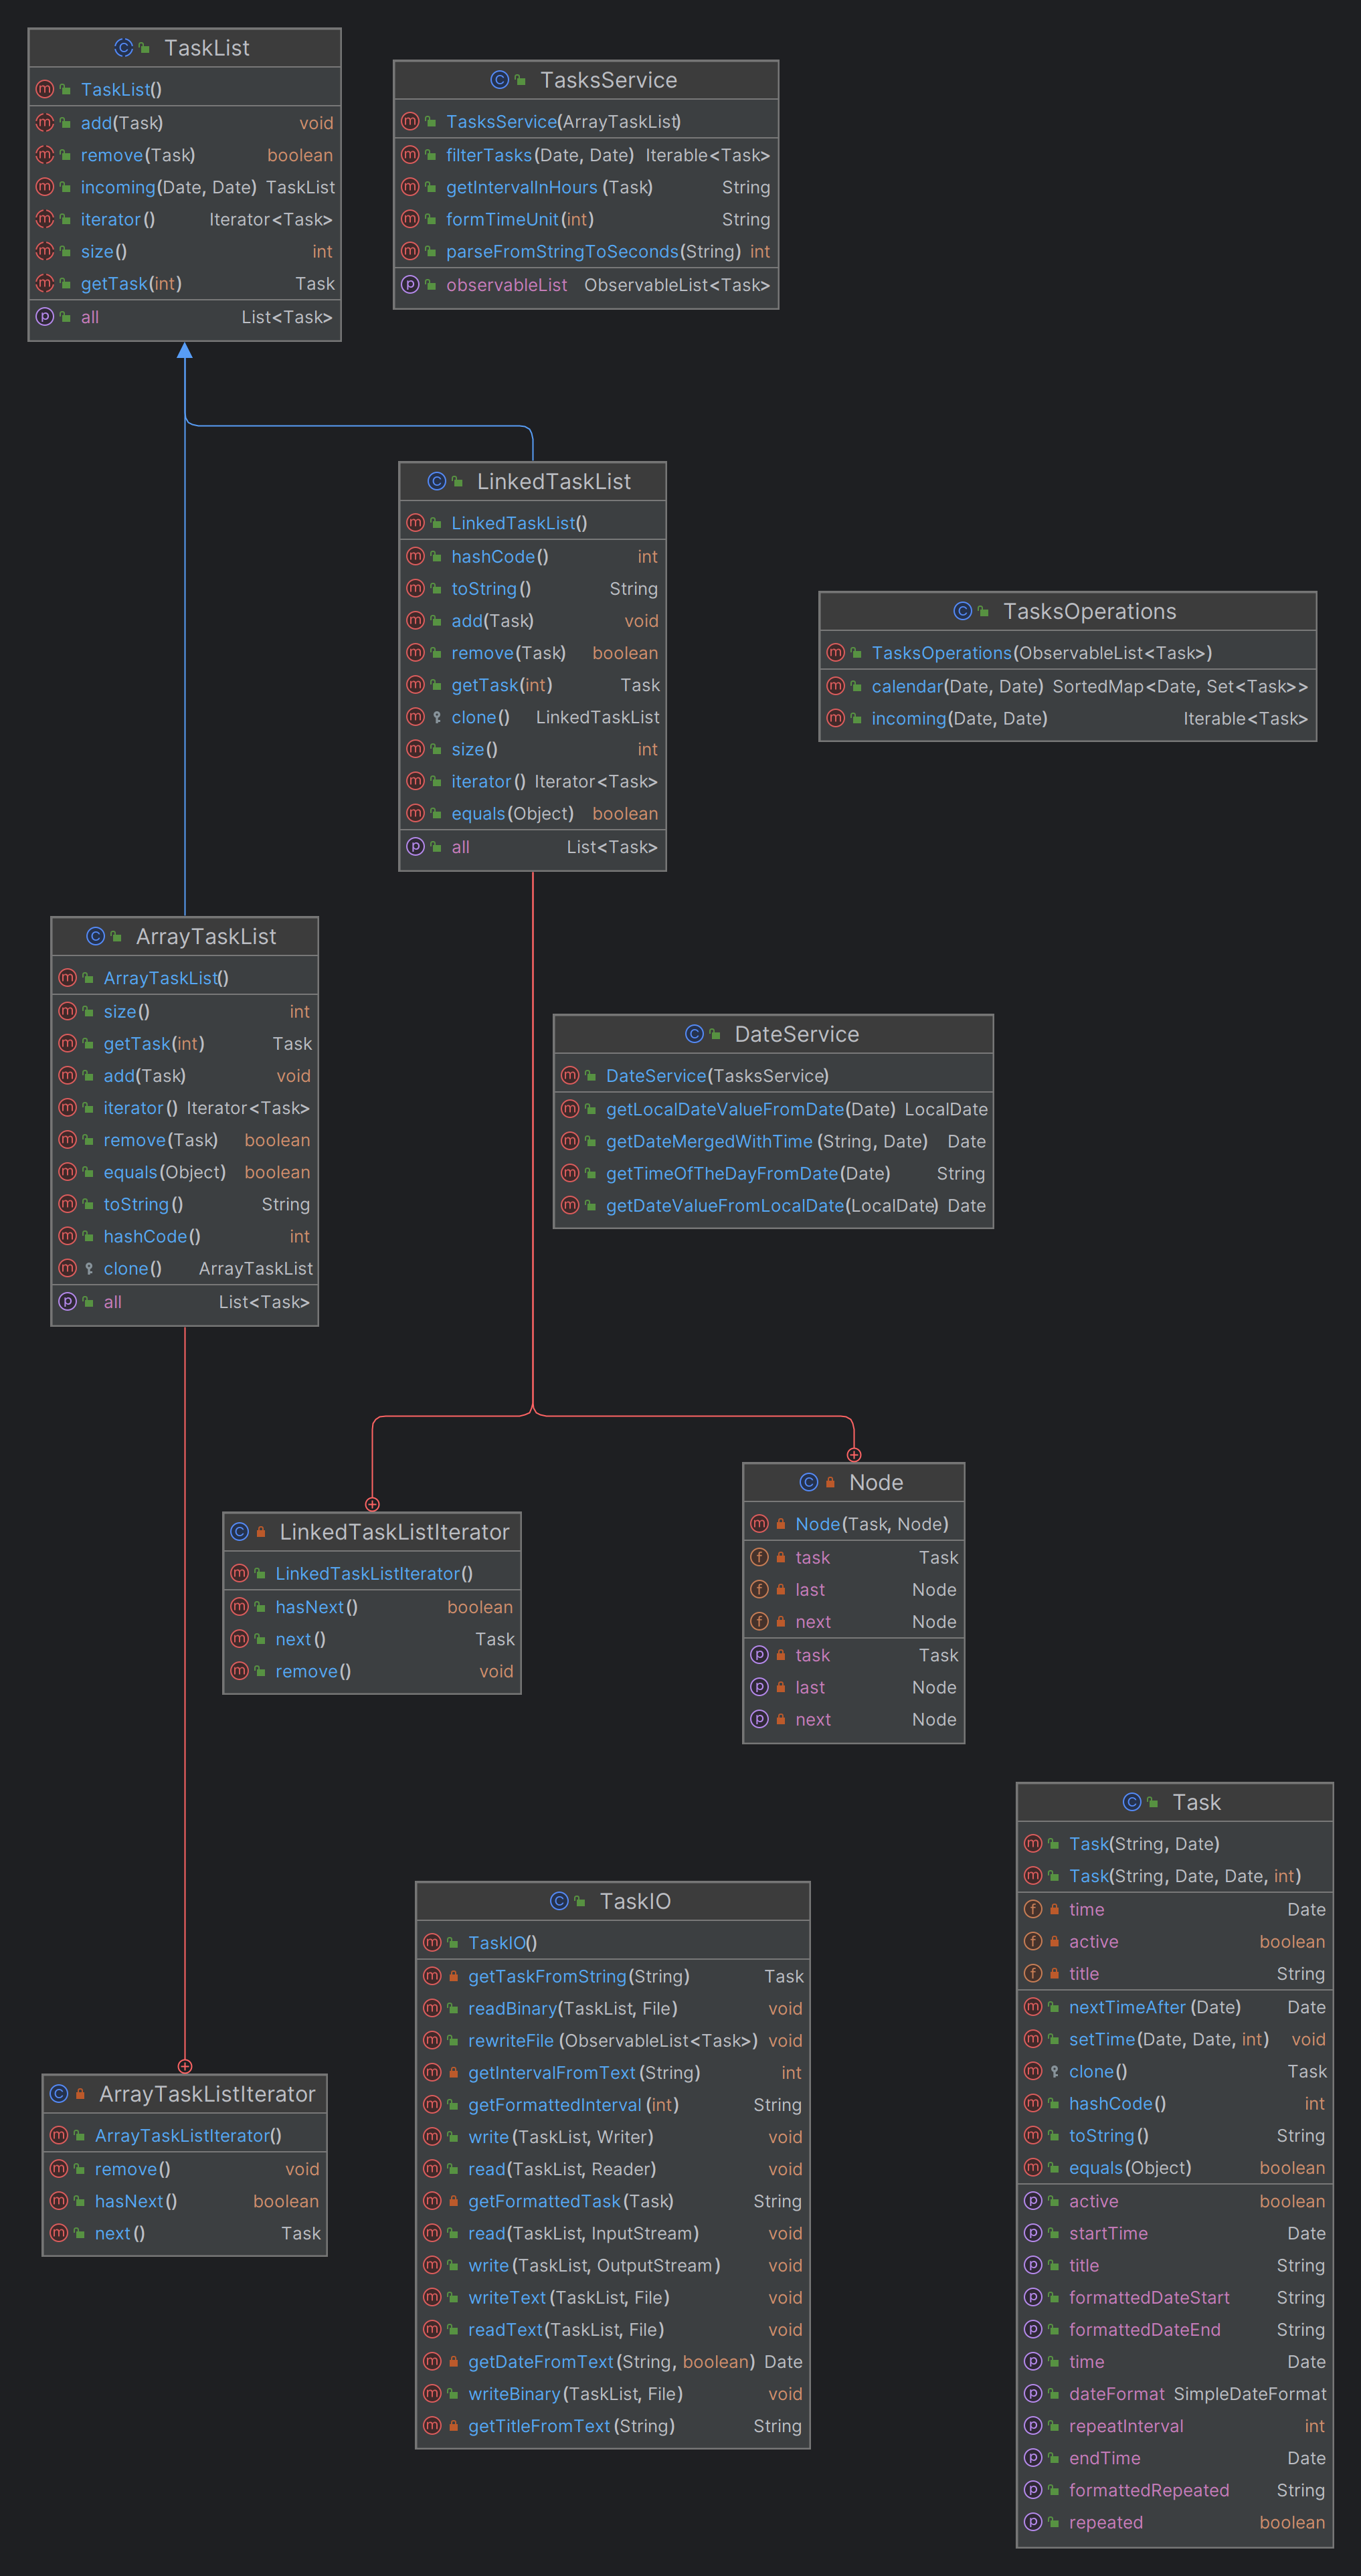 TaskList
TaskList()
add(Task) void
remove(Task) boolean
incoming(Date, Date) TaskList
iterator() Iterator<Task>
size() int
getTask(int) Task
all List<Task>
TasksService
TasksService(ArrayTaskList)
filterTasks(Date, Date) Iterable<Task>
getIntervalInHours(Task) String
formTimeUnit(int) String
parseFromStringToSeconds(String) int
observableList ObservableList<Task>
LinkedTaskList
LinkedTaskList()
hashCode() int
toString() String
add(Task) void
remove(Task) boolean
getTask(int) Task
clone() LinkedTaskList
size() int
iterator() Iterator<Task>
equals(Object) boolean
all List<Task>
TasksOperations
TasksOperations(ObservableList<Task>)
calendar(Date, Date) SortedMap<Date, Set<Task>>
incoming(Date, Date) Iterable<Task>
ArrayTaskList
ArrayTaskList()
size() int
getTask(int) Task
add(Task) void
iterator() Iterator<Task>
remove(Task) boolean
equals(Object) boolean
toString() String
hashCode() int
clone() ArrayTaskList
all List<Task>
DateService
DateService(TasksService)
getLocalDateValueFromDate(Date) LocalDate
getDateMergedWithTime(String, Date) Date
getTimeOfTheDayFromDate(Date) String
getDateValueFromLocalDate(LocalDate) Date
LinkedTaskListIterator
LinkedTaskListIterator()
hasNext() boolean
next() Task
remove() void
Node
Node(Task, Node)
task Task
last Node
next Node
task Task
last Node
next Node
Task
Task(String, Date)
Task(String, Date, Date, int)
time Date
active boolean
title String
nextTimeAfter(Date) Date
setTime(Date, Date, int) void
clone() Task
hashCode() int
toString() String
equals(Object) boolean
active boolean
startTime Date
title String
formattedDateStart String
formattedDateEnd String
time Date
dateFormat SimpleDateFormat
repeatInterval int
endTime Date
formattedRepeated String
repeated boolean
TaskIO
TaskIO()
getTaskFromString(String) Task
readBinary(TaskList, File) void
rewriteFile(ObservableList<Task>) void
getIntervalFromText(String) int
getFormattedInterval(int) String
write(TaskList, Writer) void
read(TaskList, Reader) void
getFormattedTask(Task) String
read(TaskList, InputStream) void
write(TaskList, OutputStream) void
writeText(TaskList, File) void
readText(TaskList, File) void
getDateFromText(String, boolean) Date
writeBinary(TaskList, File) void
getTitleFromText(String) String
ArrayTaskListIterator
ArrayTaskListIterator()
remove() void
hasNext() boolean
next() Task